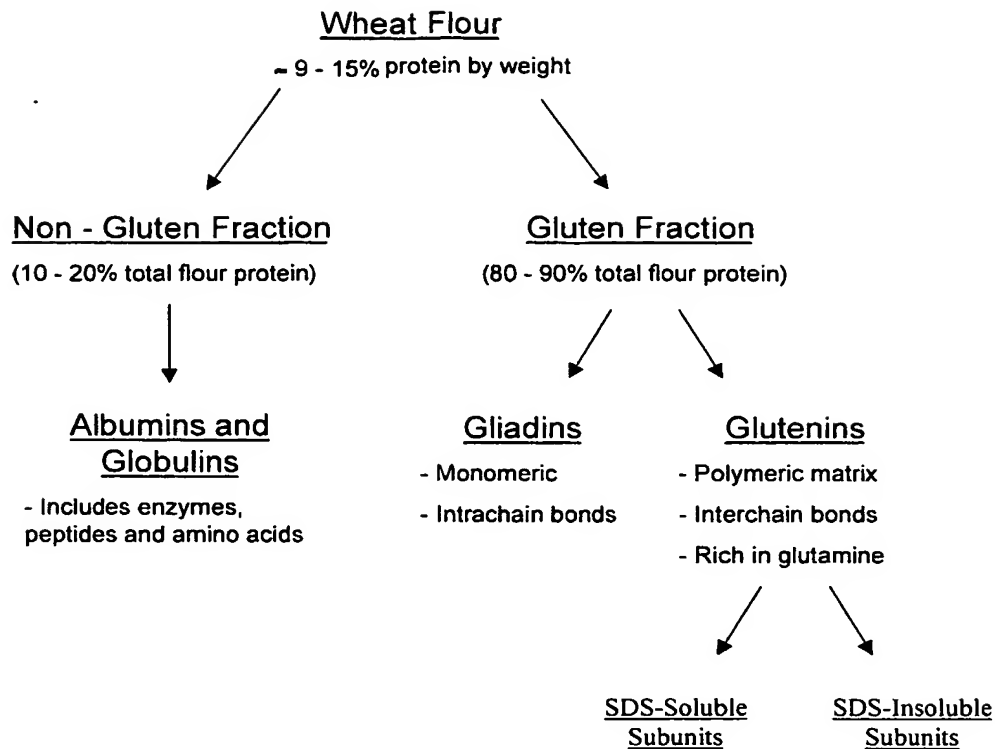 Wheat Flour
~ 9 - 15% protein by weight
Non - Gluten Fraction
(10 - 20% total flour protein)
Gluten Fraction
(80 - 90% total flour protein)
Albumins and
Globulins
- Includes enzymes,
peptides and amino acids
Gliadins
- Monomeric
- Intrachain bonds
Glutenins
- Polymeric matrix
- Interchain bonds
- Rich in glutamine
SDS-Soluble
Subunits
SDS-Insoluble
Subunits